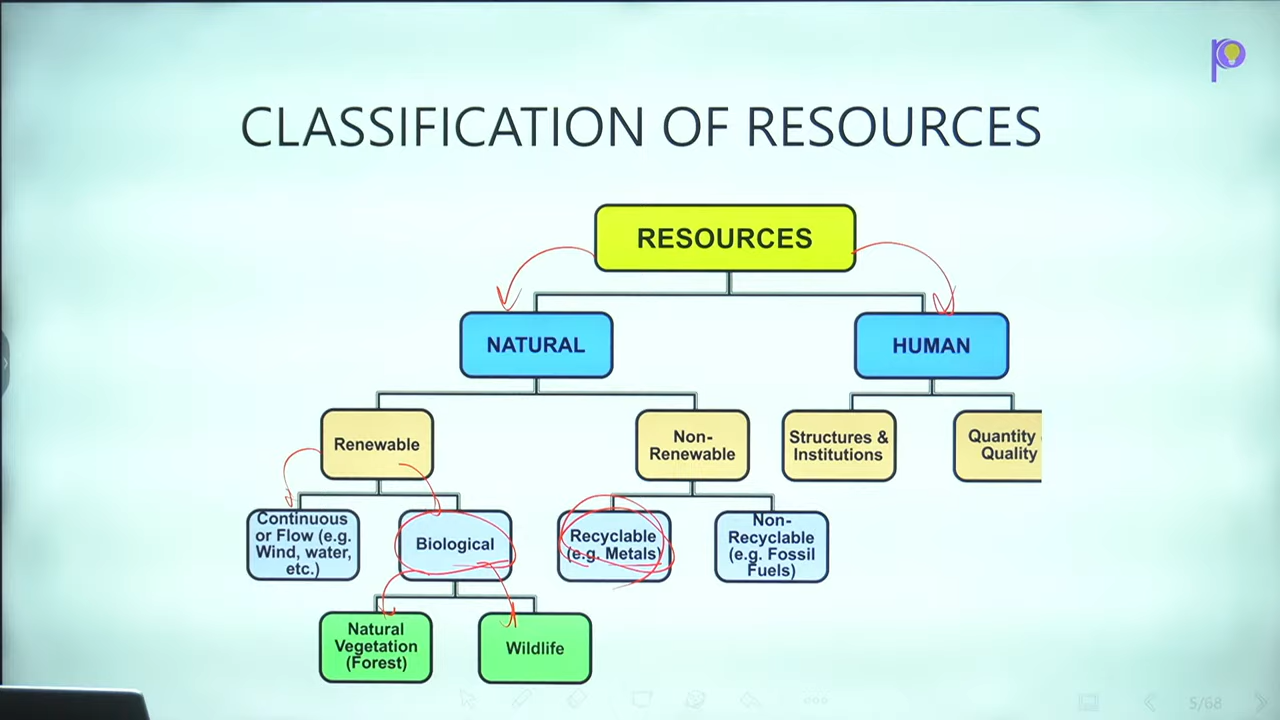 CLASSIFICATION OF RESOURCES
RESOURCES
NATURAL
HUMAN
Renewable
Non-
Renewable
Structures &
Institutions
Quantity
Quality
Continuous
or Flow (e.g.
Wind, water,
etc.)
Biological
Recyclable
(e.g. Metals)
Non-
Recyclable
(e.g. Fossil
Fuels)
Natural
Vegetation
(Forest)
Wildlife
5/68